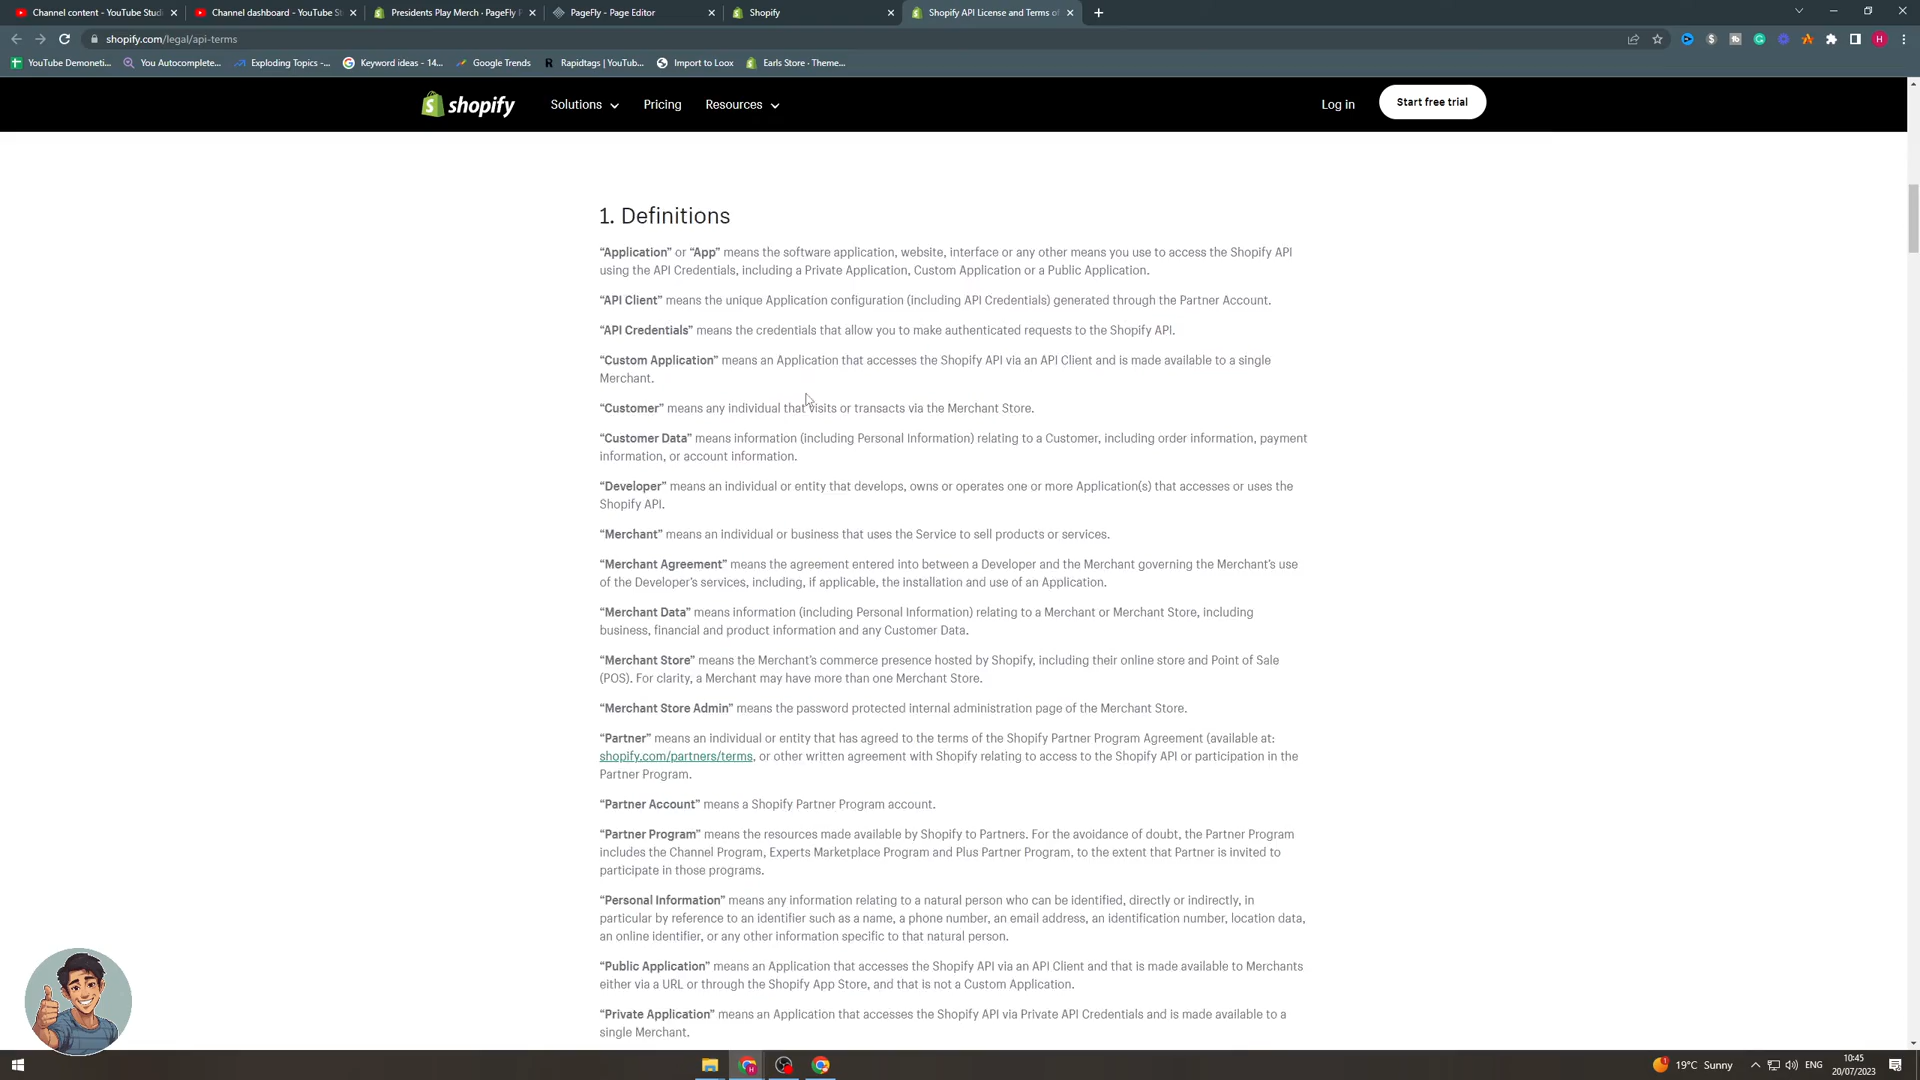 Channel content - YouTube Studi
Channel dashboard - YouTube St
Presidents Play Merch · PageFly F
PageFly - Page Editor
Shopify
Shopify API License and Terms of
shopify.com/legal/api-terms
YouTube Demoneti...
You Autocomplete...
Exploding Topics -...
Keyword ideas - 14...
Google Trends
Rapidtags | YouTub...
Import to Loox
Earls Store · Theme...
shopify
Solutions
Pricing
Resources
Log in
Start free trial
1. Definitions
“Application” or “App” means the software application, website, interface or any other means you use to access the Shopify API
using the API Credentials, including a Private Application, Custom Application or a Public Application.
“API Client” means the unique Application configuration (including API Credentials) generated through the Partner Account.
“API Credentials” means the credentials that allow you to make authenticated requests to the Shopify API.
“Custom Application” means an Application that accesses the Shopify API via an API Client and is made available to a single
Merchant.
“Customer” means any individual that visits or transacts via the Merchant Store.
“Customer Data” means information (including Personal Information) relating to a Customer, including order information, payment
information, or account information.
“Developer” means an individual or entity that develops, owns or operates one or more Application(s) that accesses or uses the
Shopify API.
“Merchant” means an individual or business that uses the Service to sell products or services.
“Merchant Agreement” means the agreement entered into between a Developer and the Merchant governing the Merchant’s use
of the Developer’s services, including, if applicable, the installation and use of an Application.
“Merchant Data” means information (including Personal Information) relating to a Merchant or Merchant Store, including
business, financial and product information and any Customer Data.
“Merchant Store” means the Merchant’s commerce presence hosted by Shopify, including their online store and Point of Sale
(POS). For clarity, a Merchant may have more than one Merchant Store.
“Merchant Store Admin” means the password protected internal administration page of the Merchant Store.
“Partner” means an individual or entity that has agreed to the terms of the Shopify Partner Program Agreement (available at:
shopify.com/partners/terms, or other written agreement with Shopify relating to access to the Shopify API or participation in the
Partner Program.
“Partner Account” means a Shopify Partner Program account.
“Partner Program” means the resources made available by Shopify to Partners. For the avoidance of doubt, the Partner Program
includes the Channel Program, Experts Marketplace Program and Plus Partner Program, to the extent that Partner is invited to
participate in those programs.
“Personal Information” means any information relating to a natural person who can be identified, directly or indirectly, in
particular by reference to an identifier such as a name, a phone number, an email address, an identification number, location data,
an online identifier, or any other information specific to that natural person.
“Public Application” means an Application that accesses the Shopify API via an API Client and that is made available to Merchants
either via a URL or through the Shopify App Store, and that is not a Custom Application.
“Private Application” means an Application that accesses the Shopify API via Private API Credentials and is made available to a
single Merchant.
19°C Sunny
ENG
10:45
20/07/2023